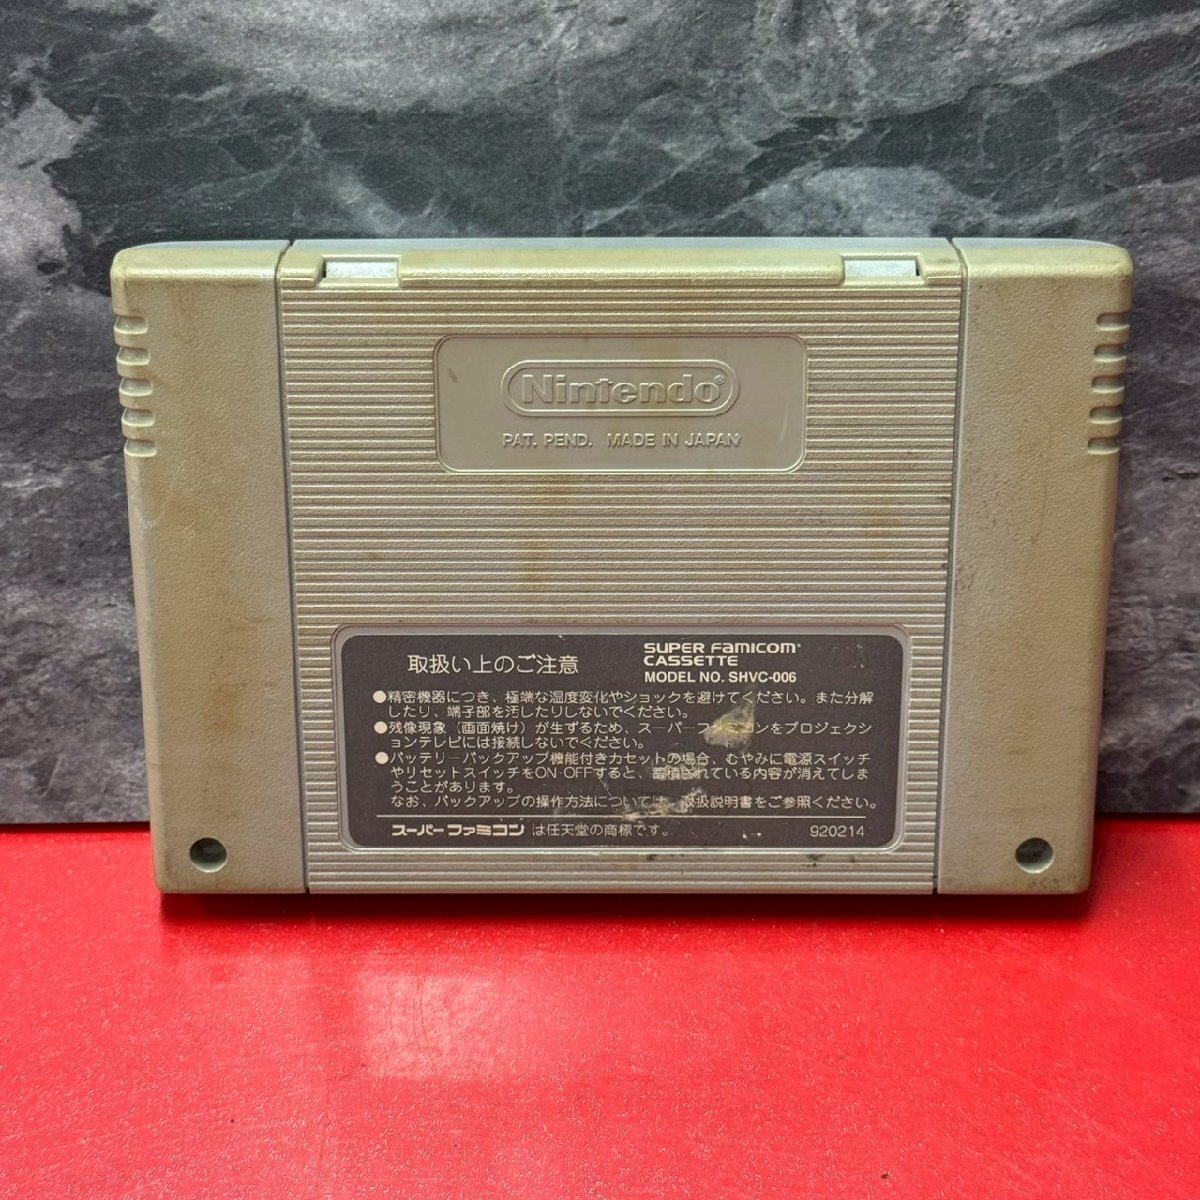 Nintendo®
PAT. PEND. MADE IN JAPAN
取扱い上のご注意
SUPER FAMICOM
CASSETTE
MODEL NO. SHVC-006
●精密機器につき、極端な温度変化やショックを避けてください。また分解
したり、端子部を汚したりしないでください。
●残像現象（画面焼け）が生ずるため、スーパーファコンをプロジェクシ
ョンテレビには接続しないでください。
●バッテリーバックアップ機能付きカセットの場合、むやみに電源スイッチ
やリセットスイッチをON・OFFすると、蓄積されている内容が消えてしま
うことがあります。
なお、バックアップの操作方法については、取扱説明書をご参照ください。
スーパーファミコン は任天堂の商標です。
920214